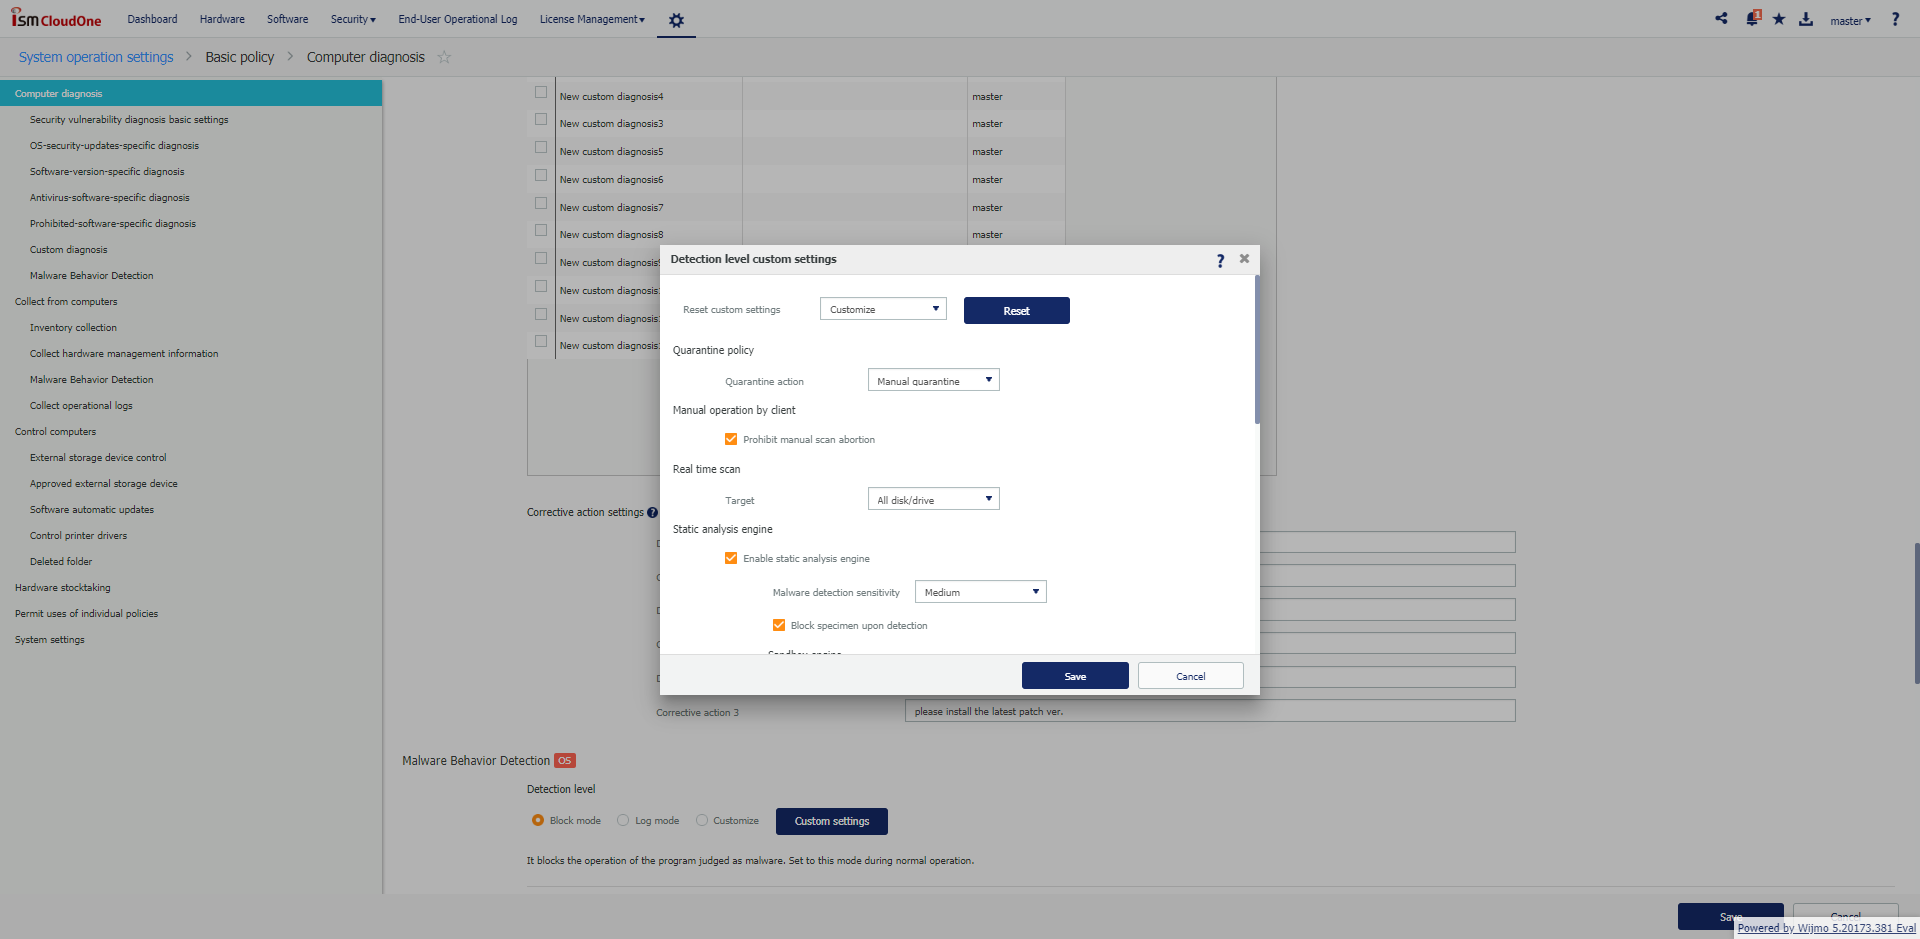 ism CloudOne
Dashboard
Hardware
Software
Security
End-User Operational Log
License Management
1
master
?
System operation settings > Basic policy > Computer diagnosis
Computer diagnosis
Security vulnerability diagnosis basic settings
OS-security-updates-specific diagnosis
Software-version-specific diagnosis
Antivirus-software-specific diagnosis
Prohibited-software-specific diagnosis
Custom diagnosis
Malware Behavior Detection
Collect from computers
Inventory collection
Collect hardware management information
Malware Behavior Detection
Collect operational logs
Control computers
External storage device control
Approved external storage device
Software automatic updates
Control printer drivers
Deleted folder
Hardware stocktaking
Permit uses of individual policies
System settings
New custom diagnosis4 master
New custom diagnosis3 master
New custom diagnosis5 master
New custom diagnosis6 master
New custom diagnosis7 master
New custom diagnosis8 master
New custom diagnosis
New custom diagnosis
New custom diagnosis
New custom diagnosis
Detection level custom settings ?
Reset custom settings Customize Reset
Quarantine policy
Quarantine action Manual quarantine
Manual operation by client
Prohibit manual scan abortion
Real time scan
Target All disk/drive
Static analysis engine
Enable static analysis engine
Malware detection sensitivity Medium
Block specimen upon detection
Sandbox engine
Save Cancel
Corrective action settings ?
Corrective action 3 please install the latest patch ver.
Malware Behavior Detection OS
Detection level
Block mode Log mode Customize Custom settings
It blocks the operation of the program judged as malware. Set to this mode during normal operation.
Save Cancel
Powered by Wijmo 5.20173.381 Eval